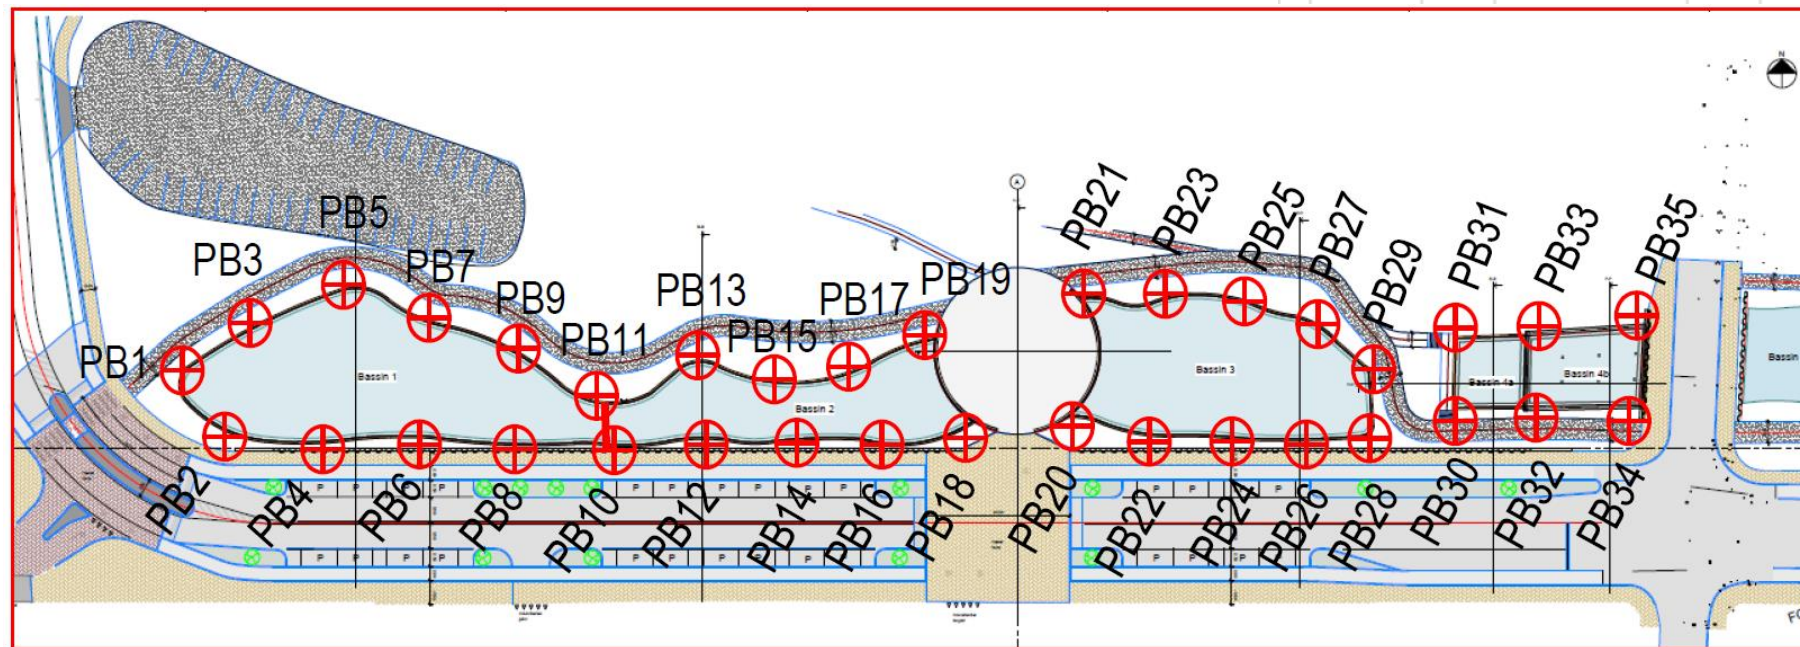 N
A
PB21
PB23
PB25
PB27
PB29
PB31
PB33
PB35
PB5
PB3
PB7
PB9
PB13
PB17
PB19
PB11
PB15
PB1
Bassin 1
Bassin 2
Bassin 3
Bassin 4a
Bassin 4b
Bassin
PB2
PB4
PB6
PB8
PB10
PB12
PB14
PB16
PB18
PB20
PB22
PB24
PB26
PB28
PB30
PB32
PB34
P P P P P P P P P P P P P P
P P P P P P P P P P P P P P